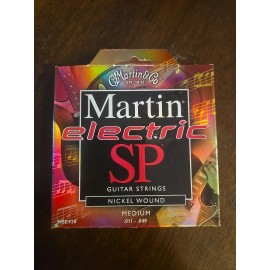 C.F. Martin & Co
EST. 1833
Martin
electric
SP
GUITAR STRINGS
NICKEL WOUND
MEDIUM
.011 - .049